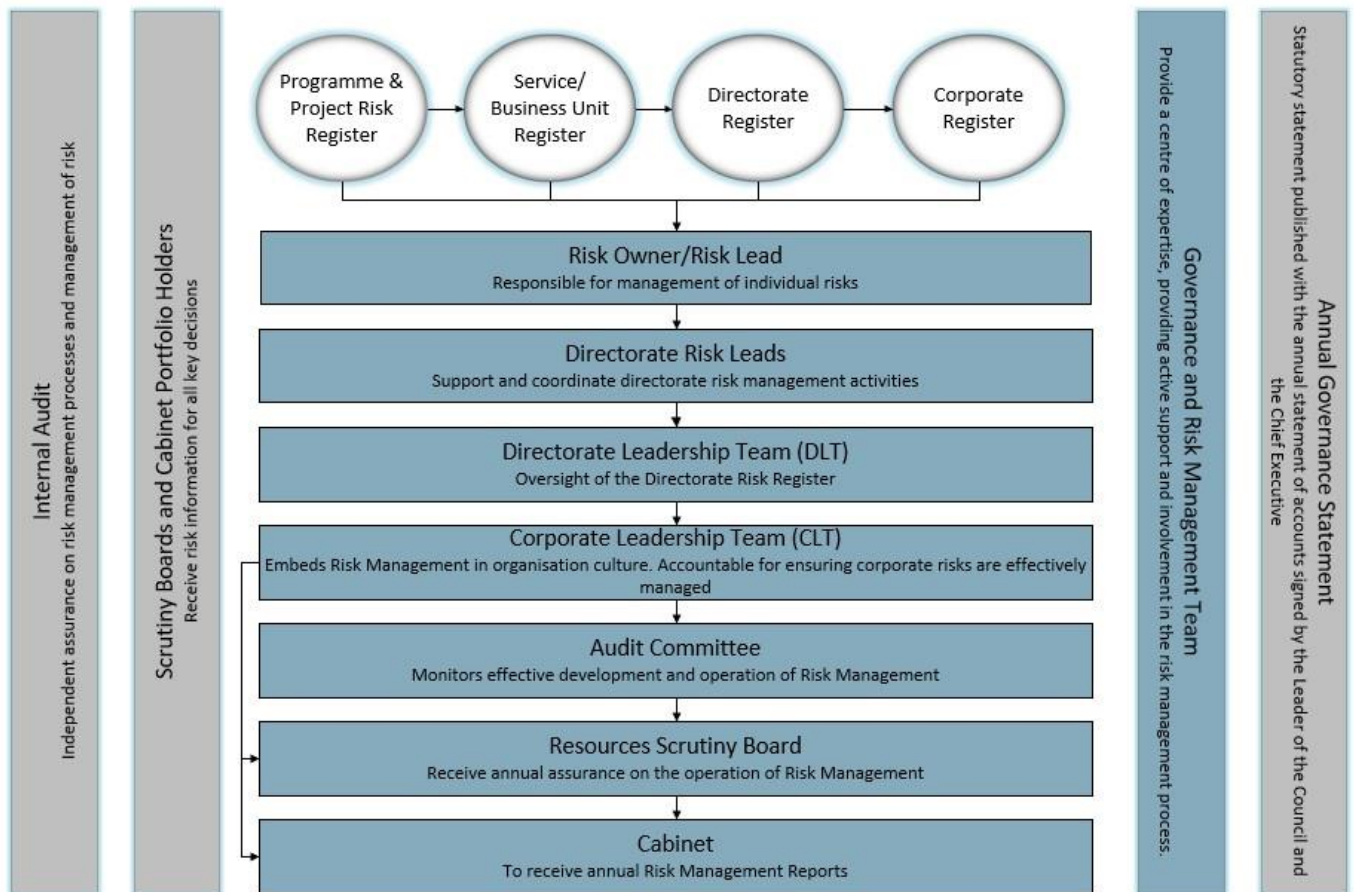 Internal Audit
Independent assurance on risk management processes and management of risk
Scrutiny Boards and Cabinet Portfolio Holders
Receive risk information for all key decisions
Programme &
Project Risk
Register
Service/
Business Unit
Register
Directorate
Register
Corporate
Register
Risk Owner/Risk Lead
Responsible for management of individual risks
Directorate Risk Leads
Support and coordinate directorate risk management activities
Directorate Leadership Team (DLT)
Oversight of the Directorate Risk Register
Corporate Leadership Team (CLT)
Embeds Risk Management in organisation culture. Accountable for ensuring corporate risks are effectively
managed
Audit Committee
Monitors effective development and operation of Risk Management
Resources Scrutiny Board
Receive annual assurance on the operation of Risk Management
Cabinet
To receive annual Risk Management Reports
Governance and Risk Management Team
Provide a centre of expertise, providing active support and involvement in the risk management process.
Annual Governance Statement
Statutory statement published with the annual statement of accounts signed by the Leader of the Council and
the Chief Executive